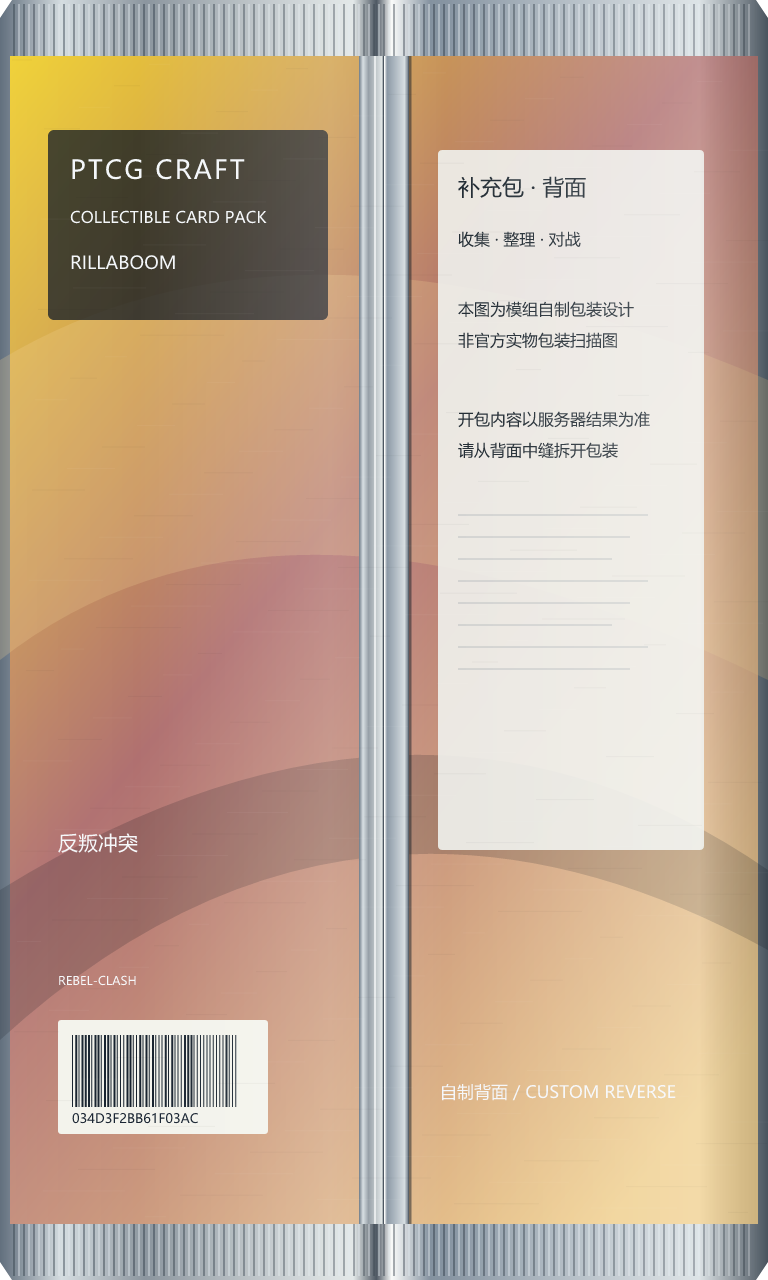 PTCG CRAFT
COLLECTIBLE CARD PACK
RILLABOOM
反叛冲突
REBEL-CLASH
034D3F2BB61F03AC
补充包 · 背面
收集 · 整理 · 对战
本图为模组自制包装设计
非官方实物包装扫描图
开包内容以服务器结果为准
请从背面中缝拆开包装
自制背面 / CUSTOM REVERSE